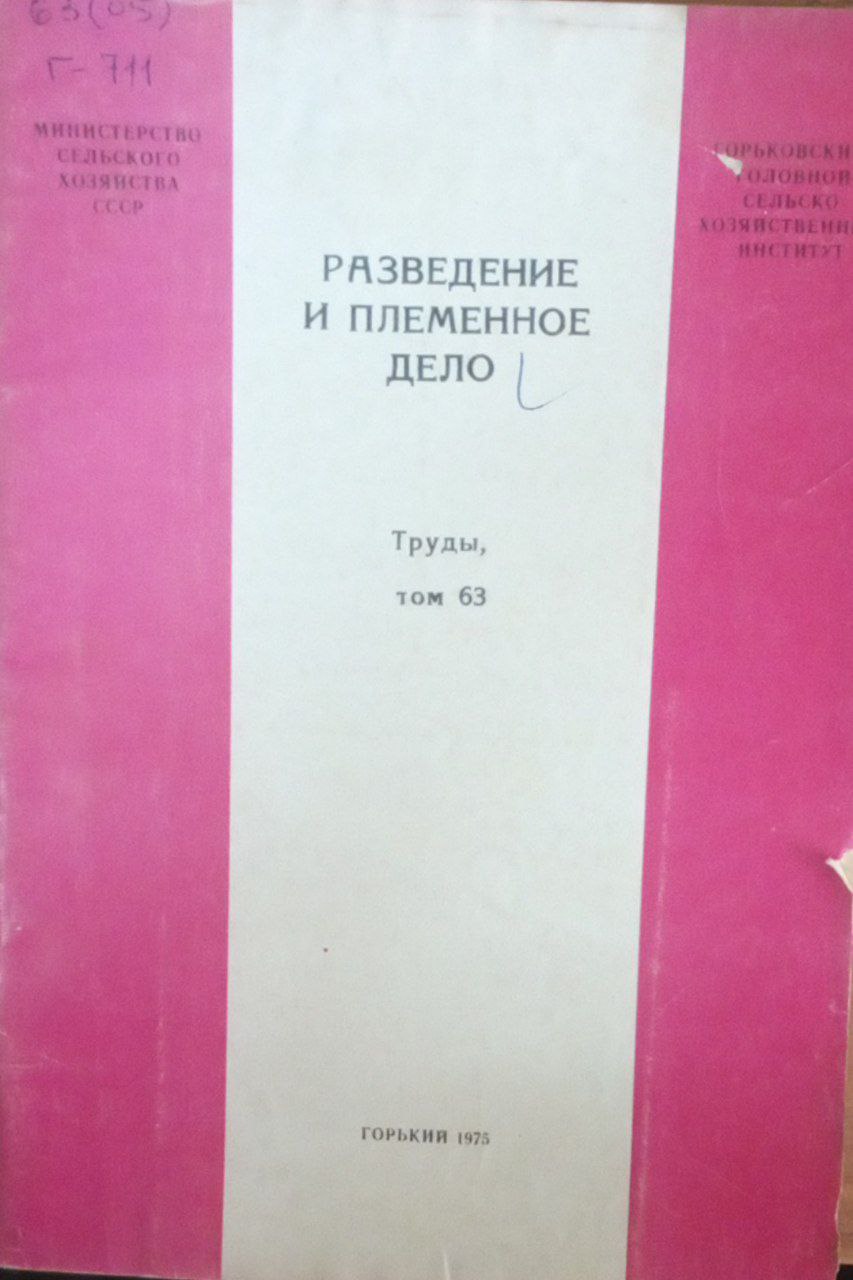 63(05)
Г-711
МИНИСТЕРСТВО
СЕЛЬСКОГО
ХОЗЯЙСТВА
СССР
ГОРЬКОВСКИ
ГОЛОВНОЙ
СЕЛЬСКО
ХОЗЯЙСТВЕНН
ИНСТИТУТ
РАЗВЕДЕНИЕ
И ПЛЕМЕННОЕ
ДЕЛО
Труды,
том 63
ГОРЬКИЙ 1975